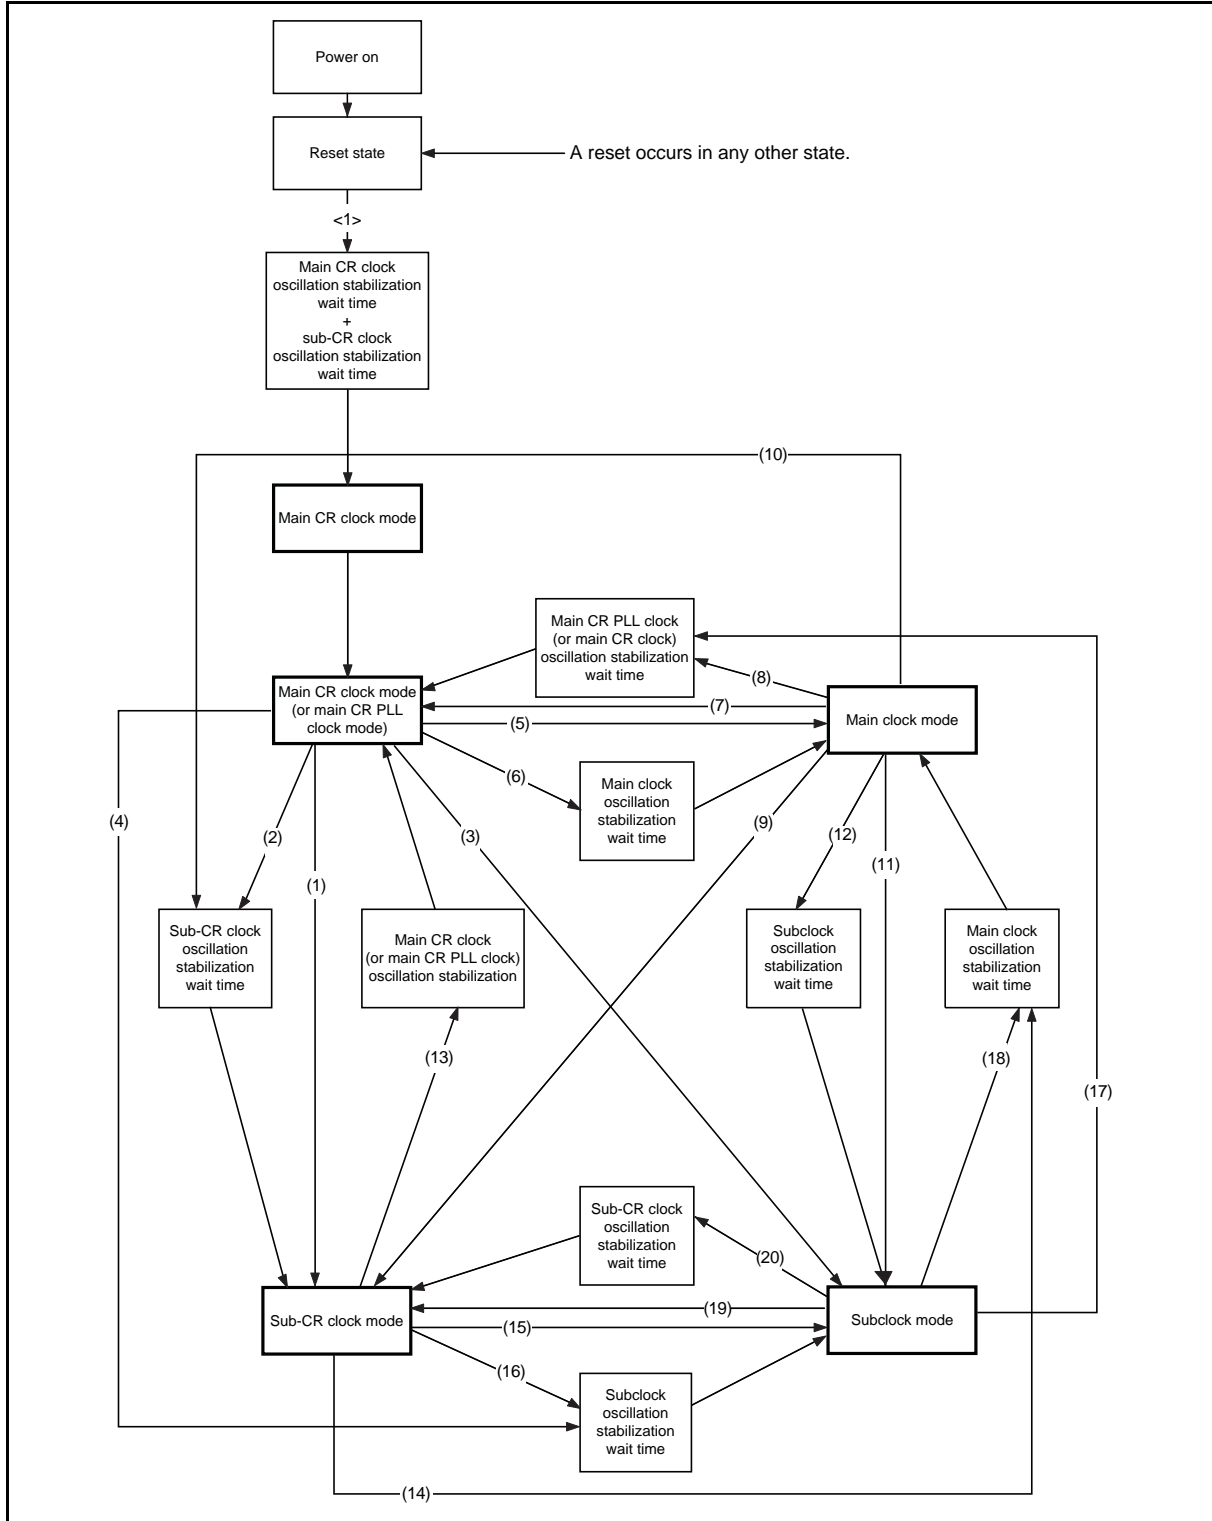 Power on
Reset state
A reset occurs in any other state.
<1>
Main CR clock
oscillation stabilization
wait time
+
sub-CR clock
oscillation stabilization
wait time
(10)
Main CR clock mode
Main CR PLL clock
(or main CR clock)
oscillation stabilization
wait time
(8)
Main CR clock mode
(or main CR PLL
clock mode)
(7)
(5)
Main clock mode
(6)
Main clock
oscillation
stabilization
wait time
(4)
(2)
(3)
(9)
(12)
(1)
(11)
Sub-CR clock
oscillation
stabilization
wait time
Main CR clock
(or main CR PLL clock)
oscillation stabilization
Subclock
oscillation
stabilization
wait time
Main clock
oscillation
stabilization
wait time
(13)
(18)
(17)
Sub-CR clock
oscillation
stabilization
wait time
(20)
Sub-CR clock mode
(19)
(15)
Subclock mode
(16)
Subclock
oscillation
stabilization
wait time
(14)